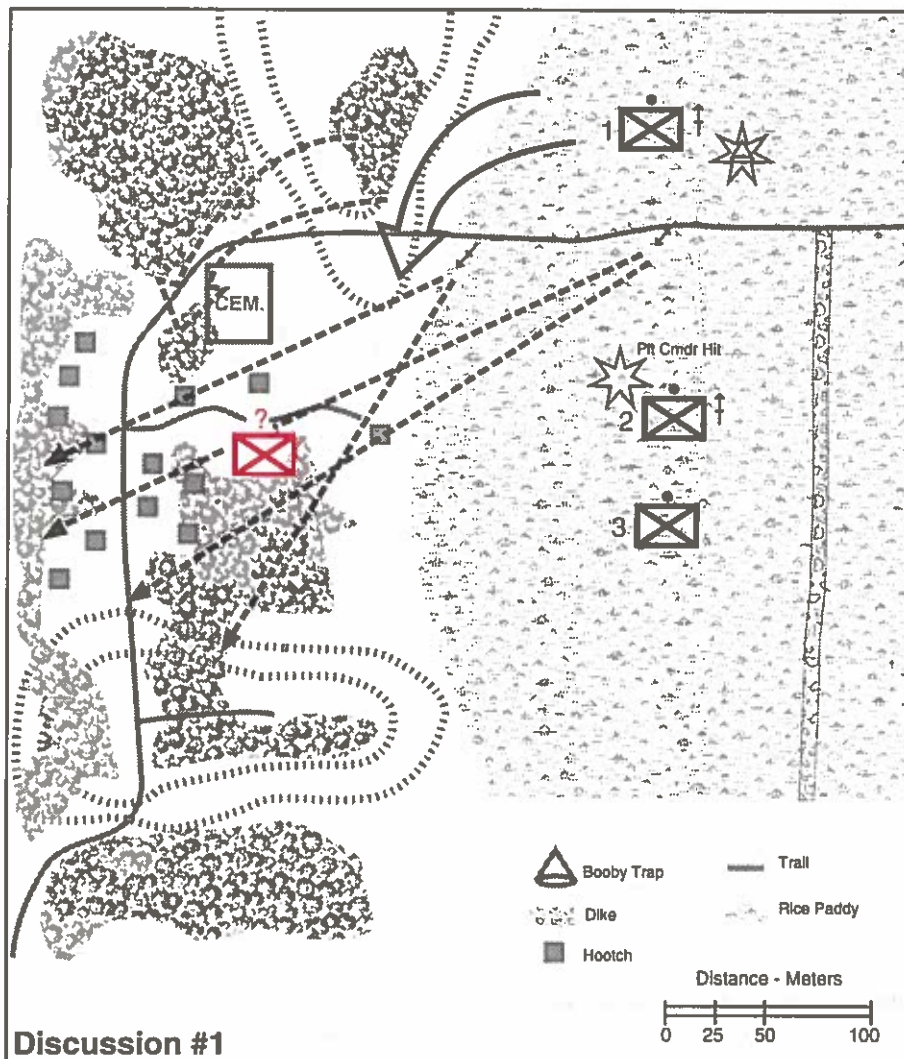 1
CEM.
Plt Cmdr Hit
?
2
3
Booby Trap
Trail
Dike
Rice Paddy
Hootch
Distance - Meters
0 25 50 100
Discussion #1